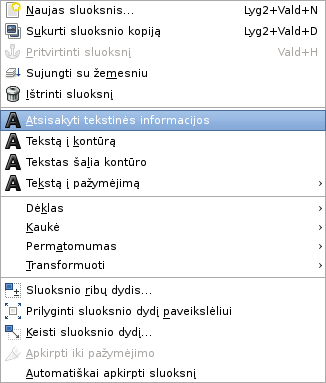 Naujas sluoksnis... Lyg2+Vald+N
Sukurti sluoksnio kopiją Lyg2+Vald+D
Pritvirtinti sluoksnį Vald+H
Sujungti su žemesniu
Ištrinti sluoksnį
Atsisakyti tekstinės informacijos
Tekstą į kontūrą
Tekstas šalia kontūro
Tekstą į pažymėjimą
Dėklas
Kaukė
Permatomumas
Transformuoti
Sluoksnio ribų dydis...
Prilyginti sluoksnio dydį paveikslėliui
Keisti sluoksnio dydį...
Apkirpti iki pažymėjimo
Automatiškai apkirpti sluoksnį